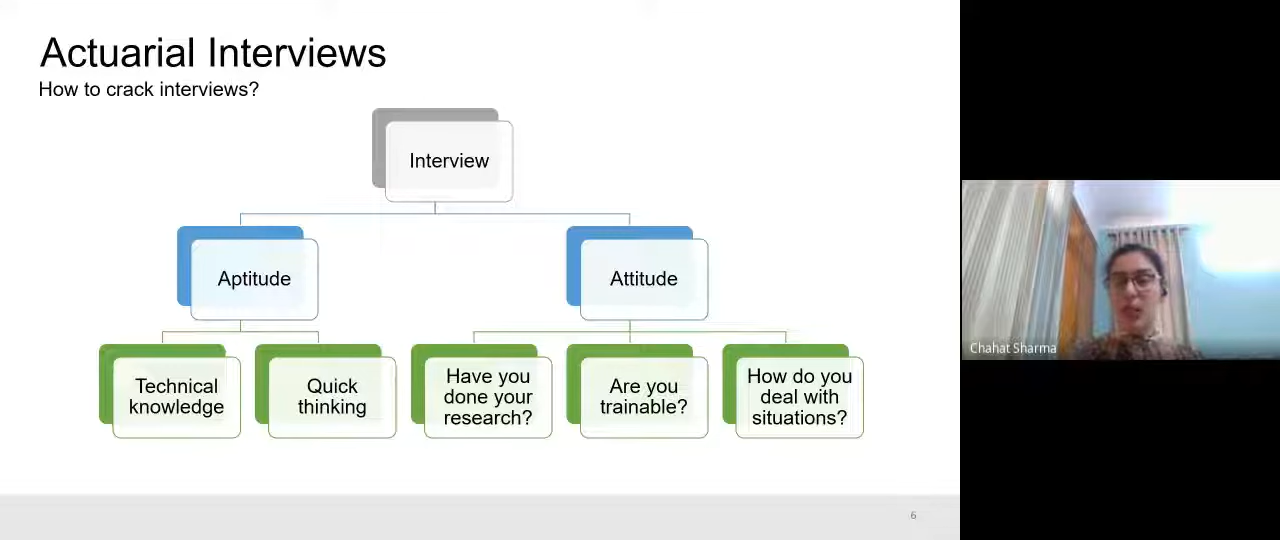 Actuarial Interviews
How to crack interviews?
Interview
Aptitude
Attitude
Technical
knowledge
Quick
thinking
Have you
done your
research?
Are you
trainable?
How do you
deal with
situations?
Chahat Sharma
6